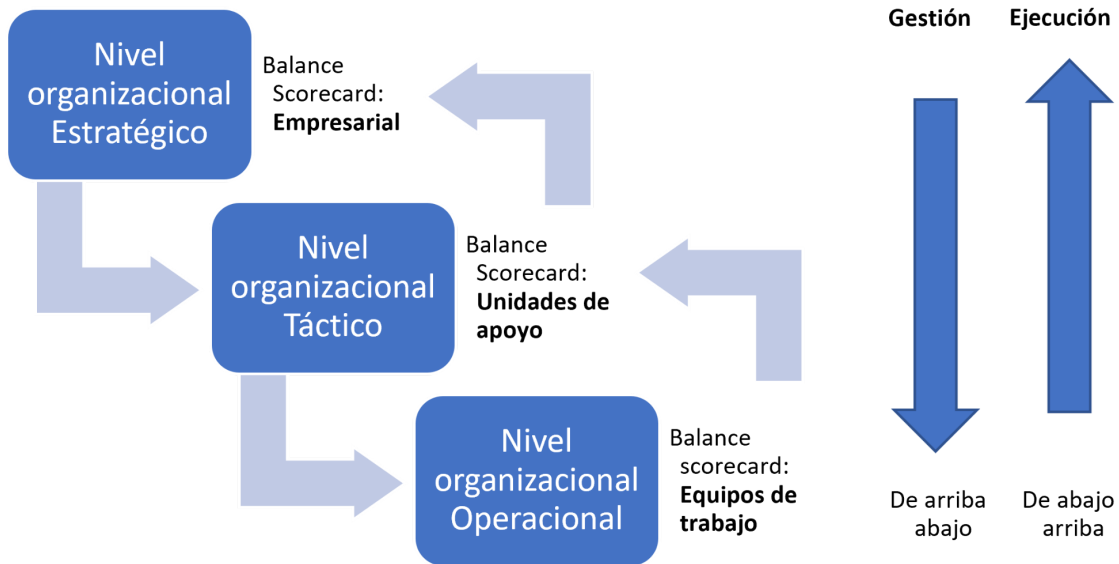 Nivel
organizacional
Estratégico
Balance
Scorecard:
Empresarial
Nivel
organizacional
Táctico
Balance
Scorecard:
Unidades de
apoyo
Nivel
organizacional
Operacional
Balance
scorecard:
Equipos de
trabajo
Gestión
De arriba
abajo
Ejecución
De abajo
arriba